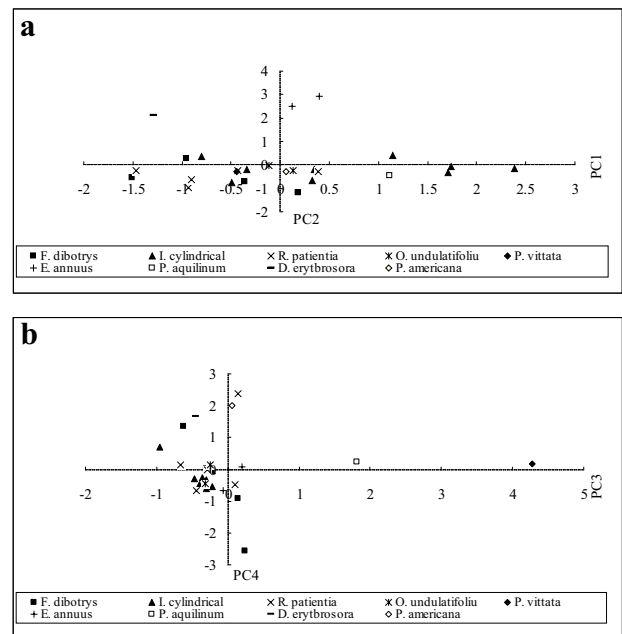 a
4
3
2
1
0
-1
-2
-2 -1.5 -1 -0.5 0 0.5 1 1.5 2 2.5 3
PC1
PC2
F. dibotrys I. cylindrical R. patientia O. undulatifoliu P. vittata
E. annuus P. aquilinum D. erytbrosora P. americana
b
3
2
1
0
-1
-2
-3
-2 -1 0 1 2 3 4 5
PC3
PC4
F. dibotrys I. cylindrical R. patientia O. undulatifoliu P. vittata
E. annuus P. aquilinum D. erytbrosora P. americana